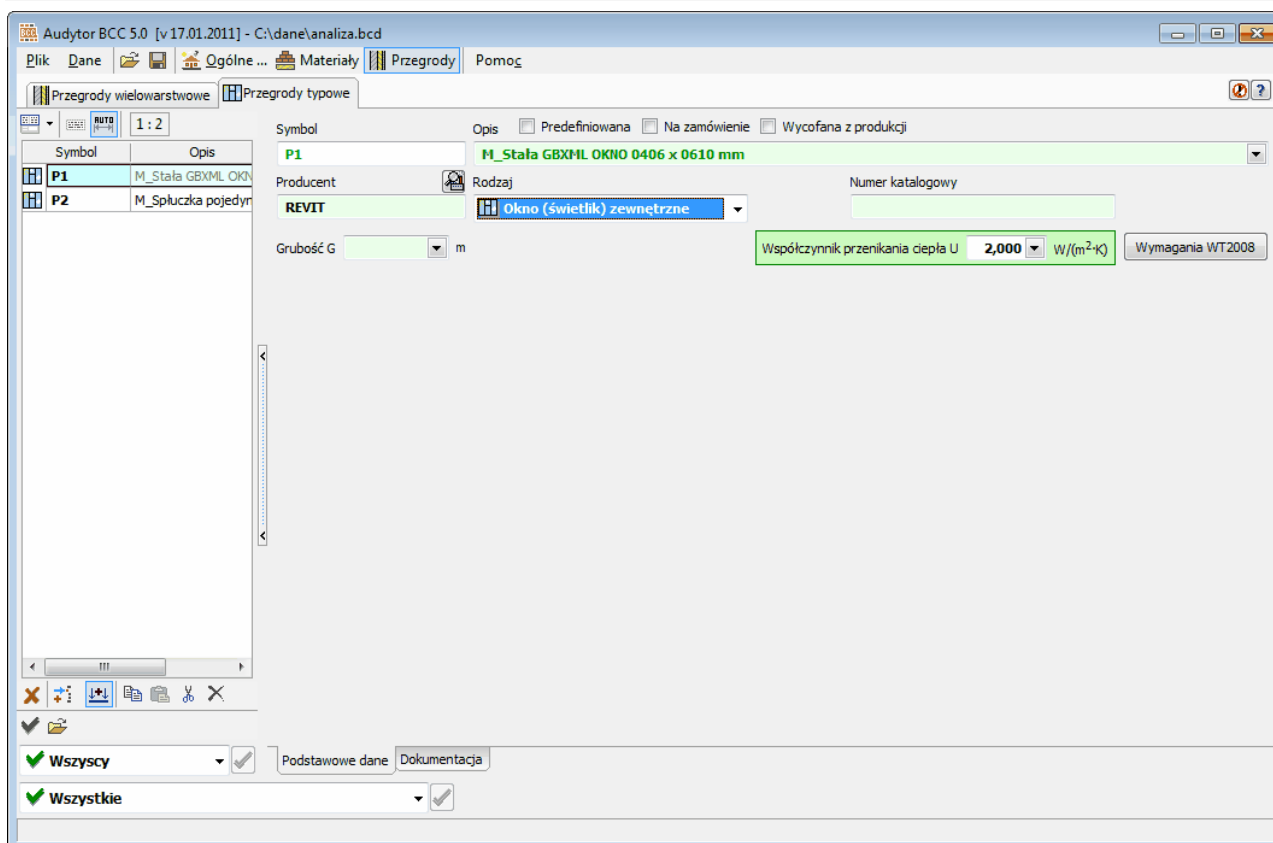 Audytor BCC 5.0 [v 17.01.2011] - C:\dane\analiza.bcd
Plik Dane Ogólne ... Materiały Przegrody Pomoc
Przegrody wielowarstwowe Przegrody typowe
AUTO 1 : 2
Symbol Opis
P1 M_Stała GBXML OKN
P2 M_Spłuczka pojedyn
Symbol Opis Predefiniowana Na zamówienie Wycofana z produkcji
P1 M_Stała GBXML OKNO 0406 x 0610 mm
Producent Rodzaj Numer katalogowy
REVIT Okno (świetlik) zewnętrzne
Grubość G m Współczynnik przenikania ciepła U 2,000 W/(m²·K) Wymagania WT2008
Wszyscy Podstawowe dane Dokumentacja
Wszystkie